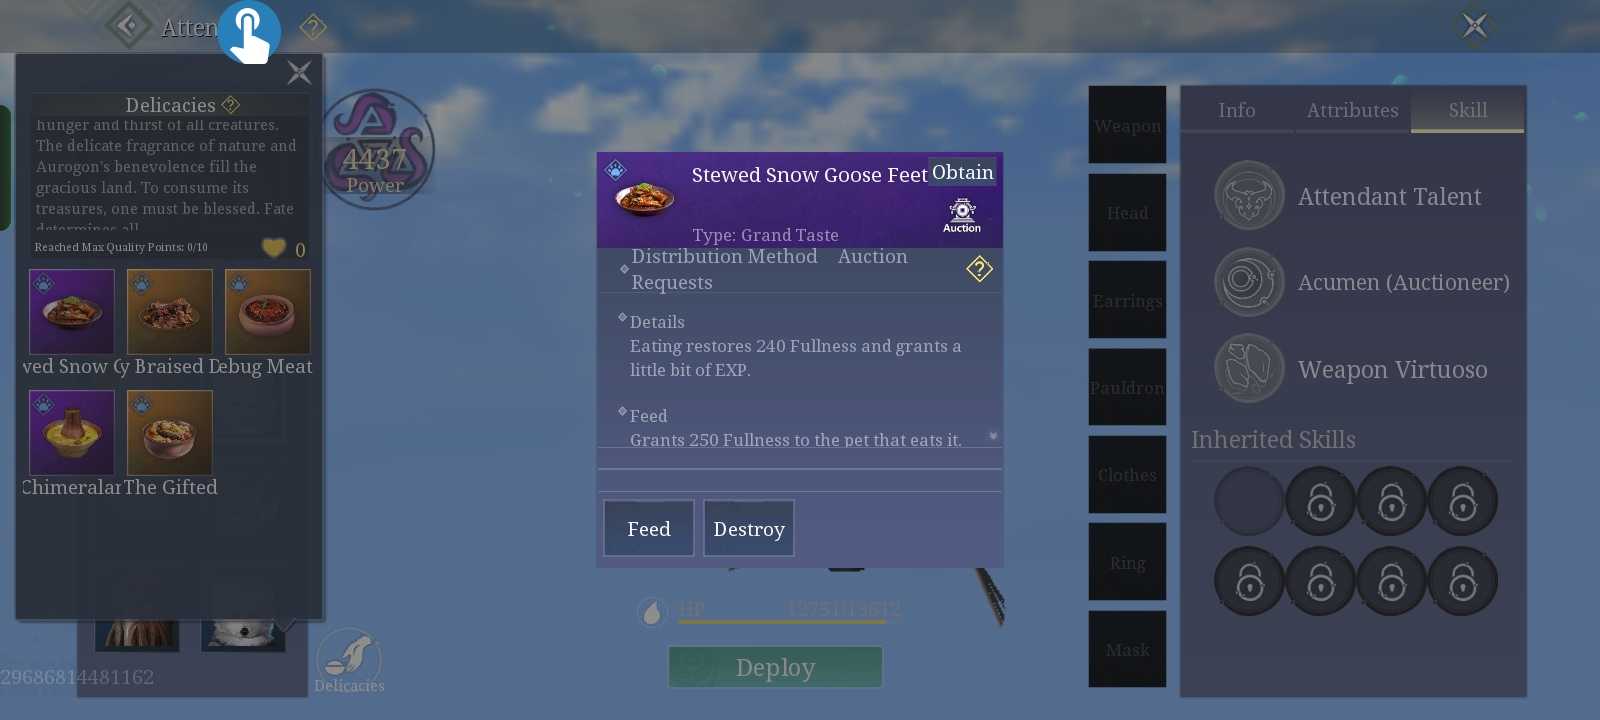 Atten
Delicacies
hunger and thirst of all creatures.
The delicate fragrance of nature and
Aurogon's benevolence fill the
gracious land. To consume its
treasures, one must be blessed. Fate
determines all
Reached Max Quality Points: 0/10
0
ved Snow G
y Braised D
ebug Meat
Chimeralar
The Gifted
29686814481162
4437
Power
Delicacies
Stewed Snow Goose Feet
Obtain
Type: Grand Taste
Auction
Distribution Method Auction
Requests
Details
Eating restores 240 Fullness and grants a
little bit of EXP.
Feed
Grants 250 Fullness to the pet that eats it.
Feed
Destroy
HP 12751/13612
Deploy
Weapon
Head
Earrings
Pauldron
Clothes
Ring
Mask
Info
Attributes
Skill
Attendant Talent
Acumen (Auctioneer)
Weapon Virtuoso
Inherited Skills